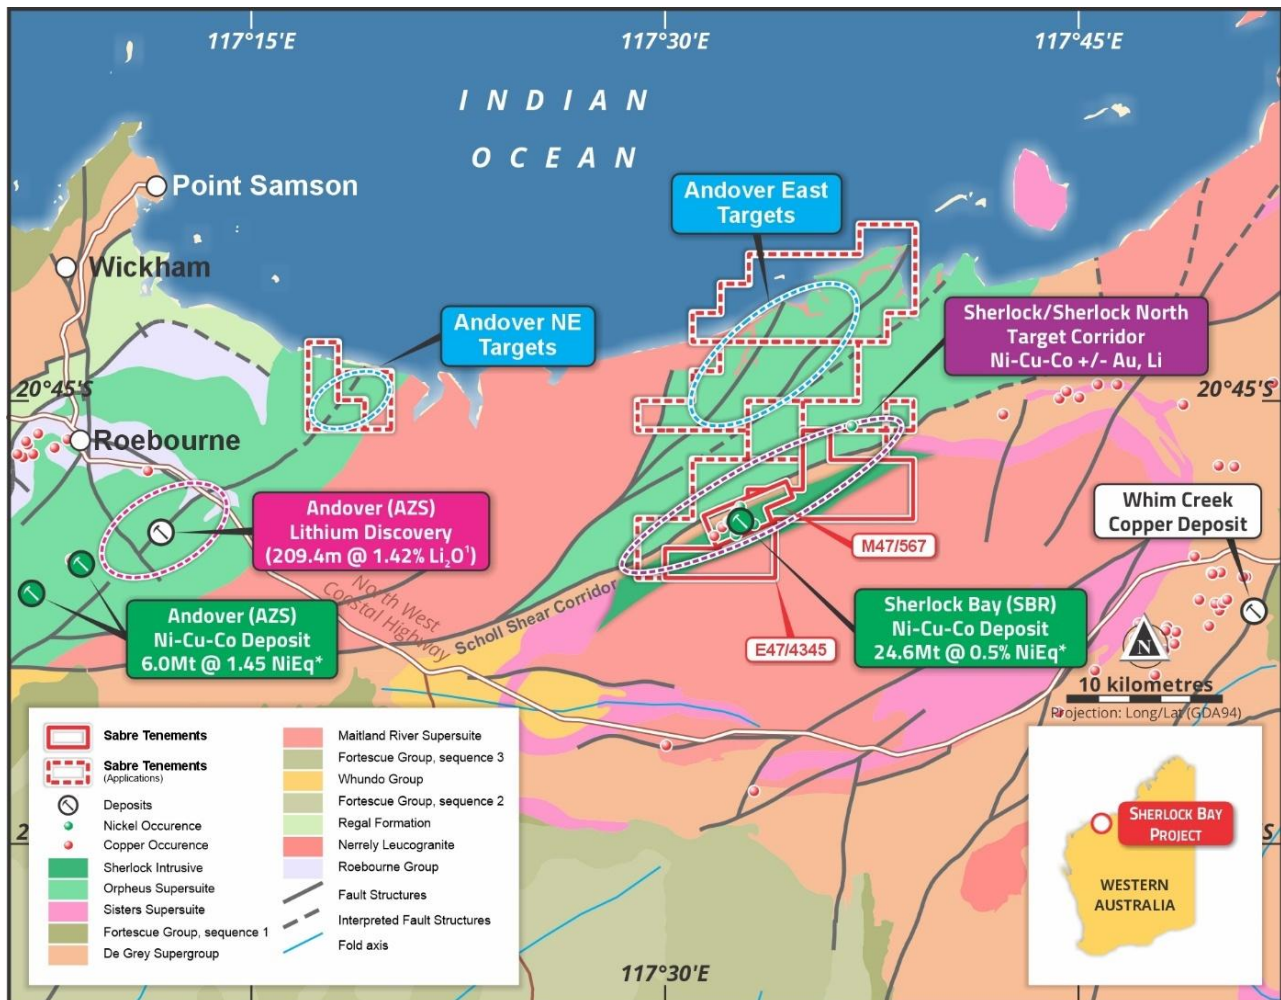 117°15'E
117°30'E
117°45'E
INDIAN
OCEAN
Point Samson
Andover East
Targets
Wickham
Andover NE
Targets
Sherlock/Sherlock North
Target Corridor
Ni-Cu-Co +/- Au, Li
20°45'S
20°45'S
Roebourne
Andover (AZS)
Lithium Discovery
(209.4m @ 1.42% Li₂O¹)
Whim Creek
Copper Deposit
M47/567
North West
Coastal Highway
Scholl Shear Corridor
Andover (AZS)
Ni-Cu-Co Deposit
6.0Mt @ 1.45 NiEq*
Sherlock Bay (SBR)
Ni-Cu-Co Deposit
24.6Mt @ 0.5% NiEq*
E47/4345
N
10 kilometres
Projection: Long/Lat (GDA94)
Sabre Tenements
Sabre Tenements
(Applications)
Deposits
Nickel Occurence
Copper Occurence
Sherlock Intrusive
Orpheus Supersuite
Sisters Supersuite
Fortescue Group, sequence 1
De Grey Supergroup
Maitland River Supersuite
Fortescue Group, sequence 3
Whundo Group
Fortescue Group, sequence 2
Regal Formation
Nerrely Leucogranite
Roebourne Group
Fault Structures
Interpreted Fault Structures
Fold axis
2
S
SHERLOCK BAY
PROJECT
WESTERN
AUSTRALIA
117°30'E